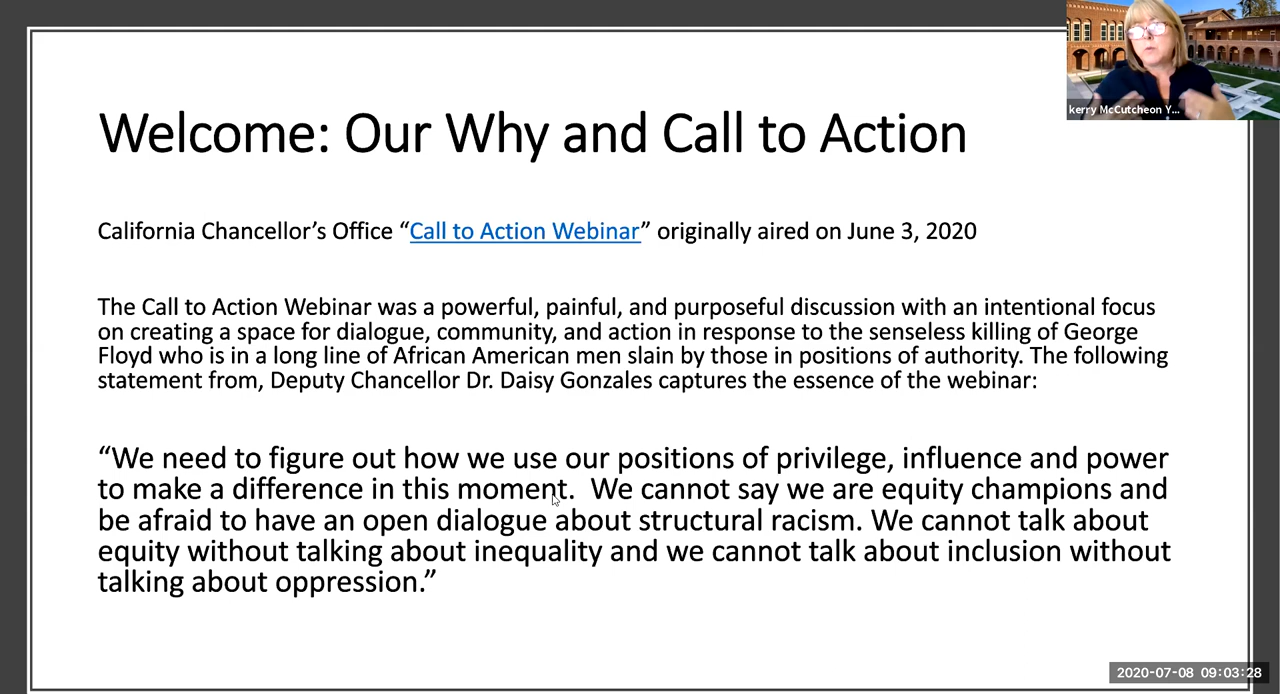 kerry McCutcheon Y...
Welcome: Our Why and Call to Action
California Chancellor’s Office “Call to Action Webinar” originally aired on June 3, 2020
The Call to Action Webinar was a powerful, painful, and purposeful discussion with an intentional focus
on creating a space for dialogue, community, and action in response to the senseless killing of George
Floyd who is in a long line of African American men slain by those in positions of authority. The following
statement from, Deputy Chancellor Dr. Daisy Gonzales captures the essence of the webinar:
“We need to figure out how we use our positions of privilege, influence and power
to make a difference in this moment.  We cannot say we are equity champions and
be afraid to have an open dialogue about structural racism. We cannot talk about
equity without talking about inequality and we cannot talk about inclusion without
talking about oppression.”
2020-07-08 09:03:28